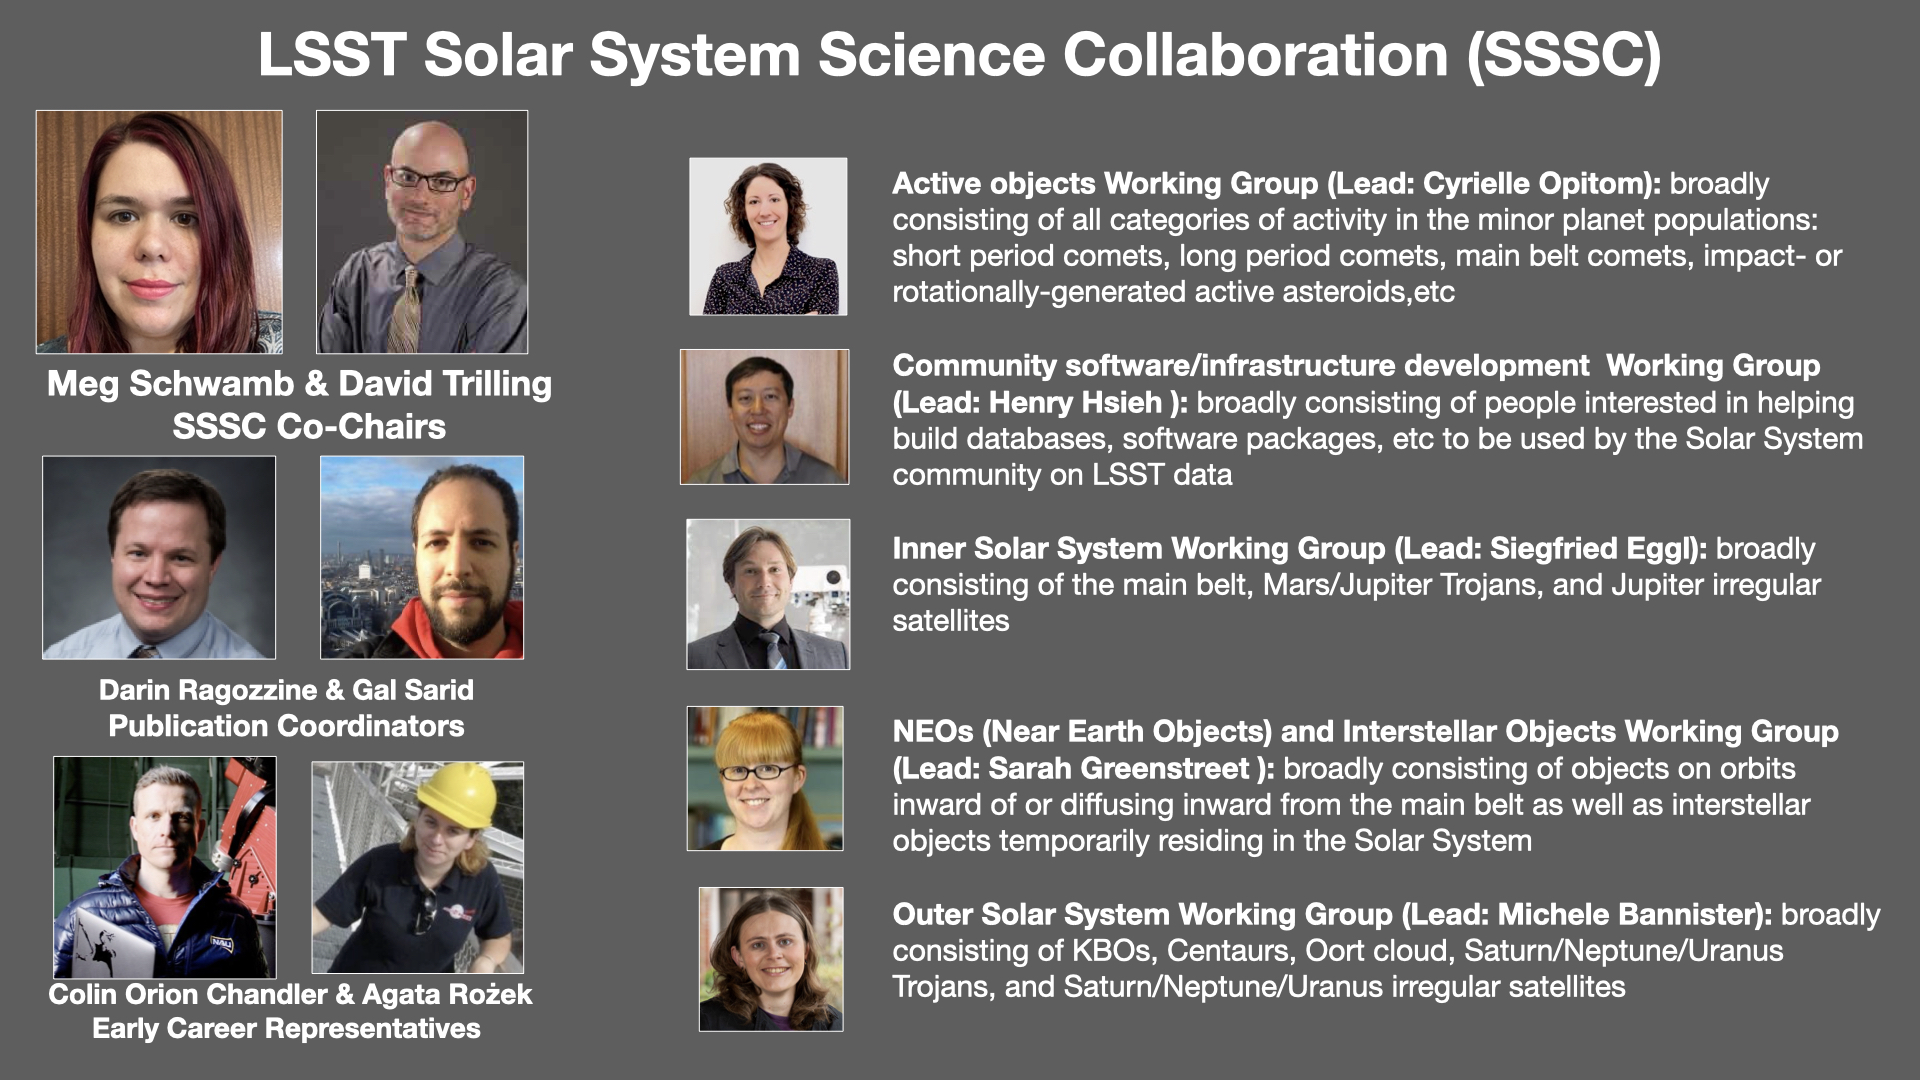 LSST Solar System Science Collaboration (SSSC)
Meg Schwamb & David Trilling
SSSC Co-Chairs
Darin Ragozzine & Gal Sarid
Publication Coordinators
NAU
Colin Orion Chandler & Agata Rożek
Early Career Representatives
Active objects Working Group (Lead: Cyrielle Opitom): broadly
consisting of all categories of activity in the minor planet populations:
short period comets, long period comets, main belt comets, impact- or
rotationally-generated active asteroids,etc
Community software/infrastructure development  Working Group
(Lead: Henry Hsieh ): broadly consisting of people interested in helping
build databases, software packages, etc to be used by the Solar System
community on LSST data
Inner Solar System Working Group (Lead: Siegfried Eggl): broadly
consisting of the main belt, Mars/Jupiter Trojans, and Jupiter irregular
satellites
NEOs (Near Earth Objects) and Interstellar Objects Working Group
(Lead: Sarah Greenstreet ): broadly consisting of objects on orbits
inward of or diffusing inward from the main belt as well as interstellar
objects temporarily residing in the Solar System
Outer Solar System Working Group (Lead: Michele Bannister): broadly
consisting of KBOs, Centaurs, Oort cloud, Saturn/Neptune/Uranus
Trojans, and Saturn/Neptune/Uranus irregular satellites